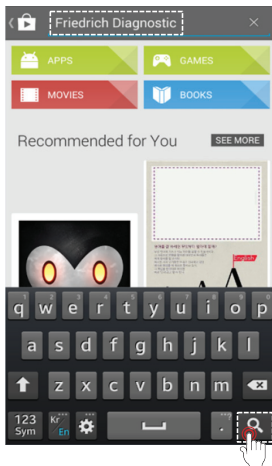 Friedrich Diagnostic ×
APPS GAMES
MOVIES BOOKS
Recommended for You SEE MORE
q w e r t y u i o p
a s d f g h j k l
z x c v b n m
123 Kr
Sym En .